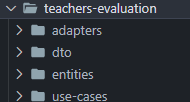 teachers-evaluation
adapters
dto
entities
use-cases